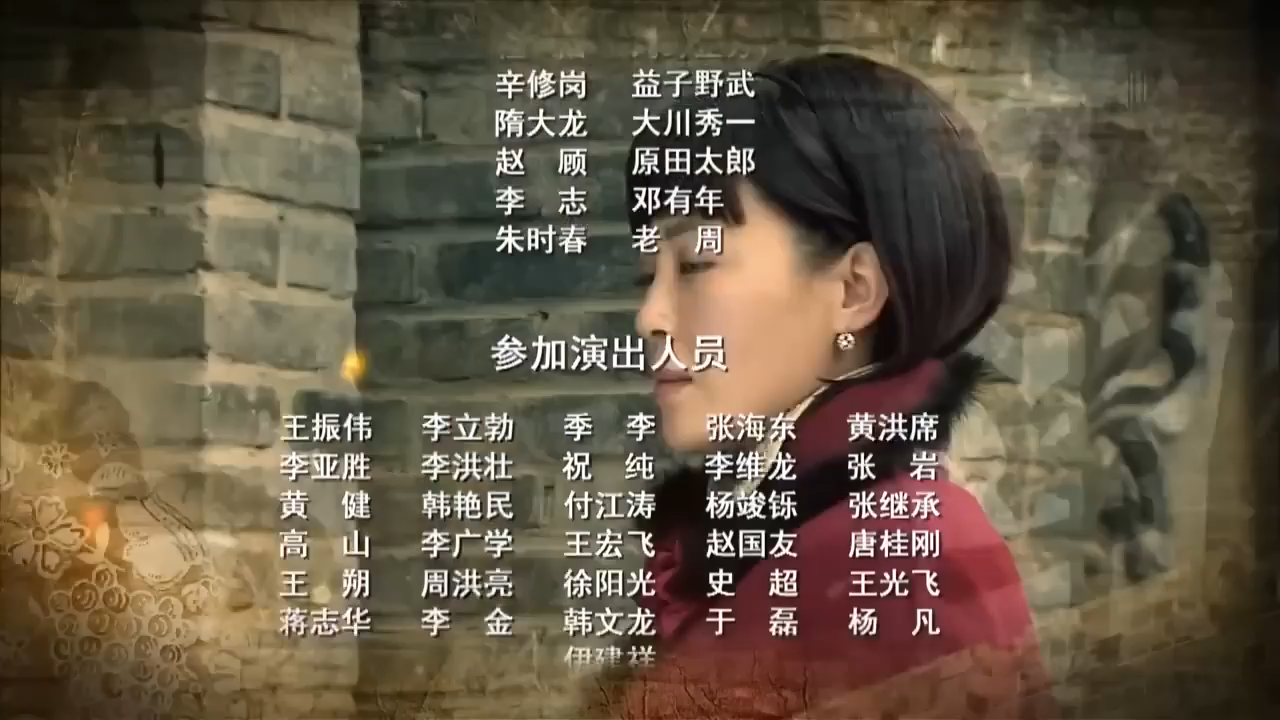 辛修岗 益子野武
隋大龙 大川秀一
赵 顾 原田太郎
李 志 邓有年
朱时春 老 周
参加演出人员
王振伟 李立勃 季 李 张海东 黄洪席
李亚胜 李洪壮 祝 纯 李维龙 张 岩
黄 健 韩艳民 付江涛 杨竣铄 张继承
高 山 李广学 王宏飞 赵国友 唐桂刚
王 朔 周洪亮 徐阳光 史 超 王光飞
蒋志华 李 金 韩文龙 于 磊 杨 凡
伊建祥